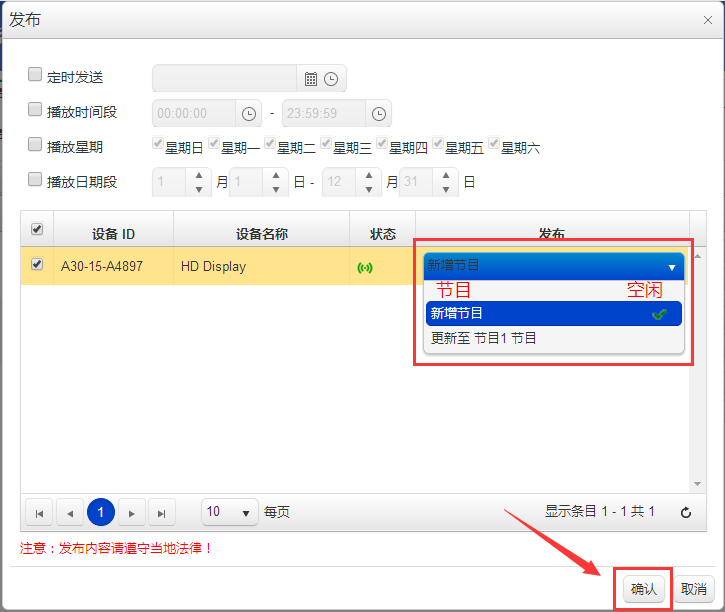 发布
定时发送
播放时间段 00:00:00 - 23:59:59
播放星期 星期日 星期一 星期二 星期三 星期四 星期五 星期六
播放日期段 1 月 1 日 - 12 月 31 日
设备 ID 设备名称 状态 发布
A30-15-A4897 HD Display 新增节目
节目 空闲
新增节目
更新至 节目1 节目
1 10 每页 显示条目 1 - 1 共 1
注意：发布内容请遵守当地法律！
确认 取消